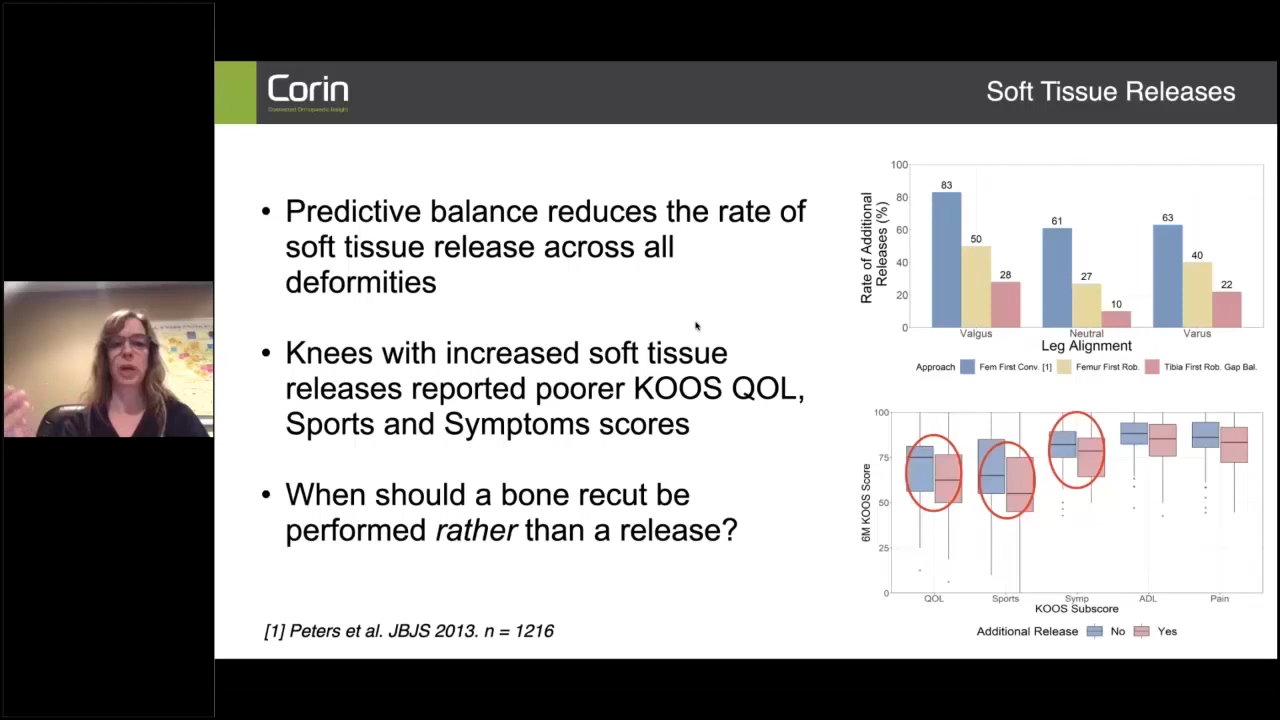 Corin
Connected Orthopaedic Insight
Soft Tissue Releases
• Predictive balance reduces the rate of
soft tissue release across all
deformities
• Knees with increased soft tissue
releases reported poorer KOOS QOL,
Sports and Symptoms scores
• When should a bone recut be
performed rather than a release?
[1] Peters et al. JBJS 2013. n = 1216
Rate of Additional
Releases (%)
100
80
60
40
20
0
83
50
28
61
27
10
63
40
22
Valgus
Neutral
Varus
Leg Alignment
Approach
Fem First Conv. [1]
Femur First Rob.
Tibia First Rob. Gap Bal.
6M KOOS Score
100
75
50
25
0
QOL
Sports
Symp
ADL
Pain
KOOS Subscore
Additional Release
No
Yes